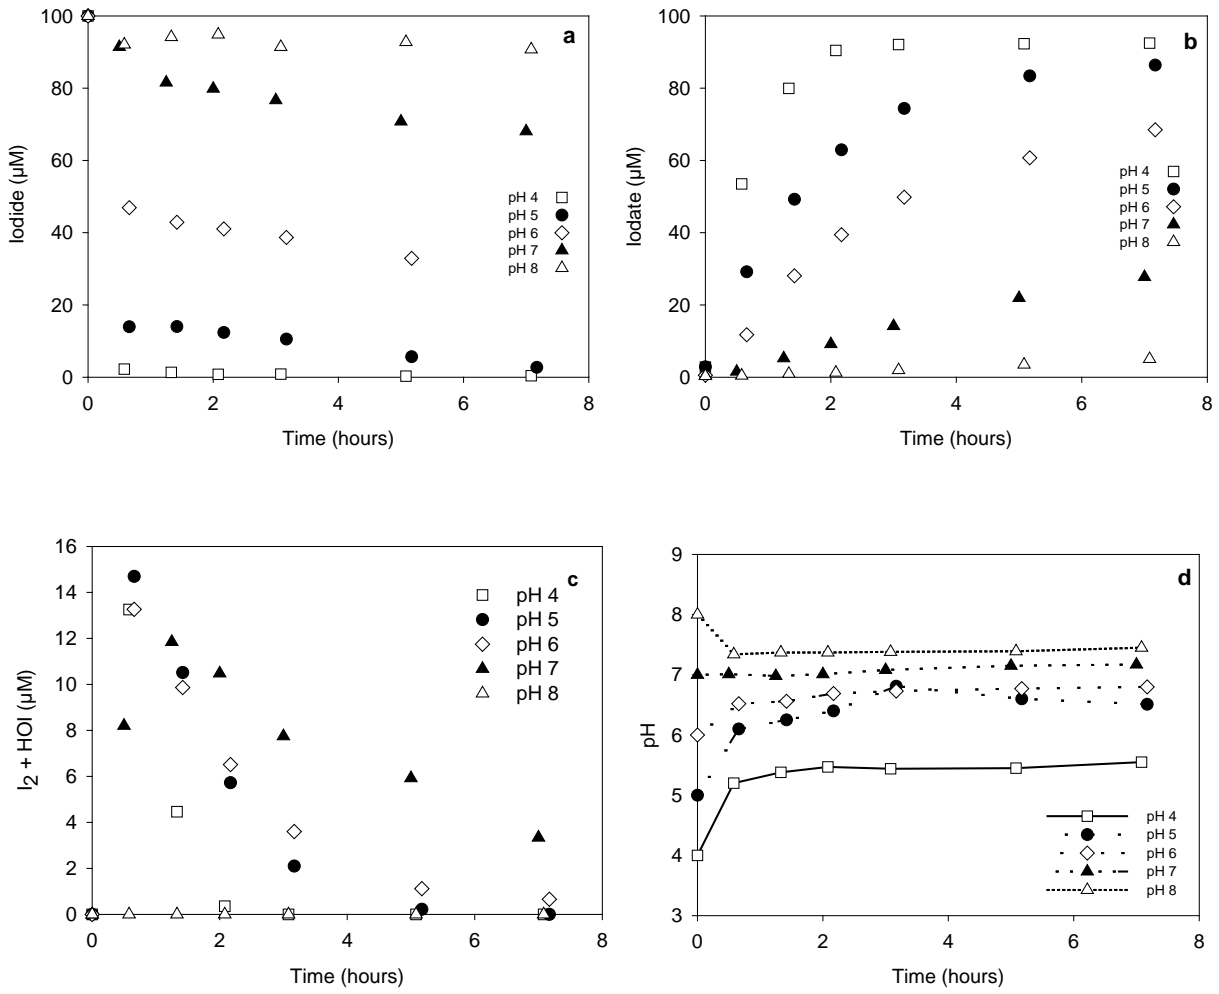 100
80
60
40
20
0
0 2 4 6 8
Time (hours)
Iodide (µM)
a
pH 4
pH 5
pH 6
pH 7
pH 8
100
80
60
40
20
0
0 2 4 6 8
Time (hours)
Iodate (µM)
b
pH 4
pH 5
pH 6
pH 7
pH 8
16
14
12
10
8
6
4
2
0
0 2 4 6 8
Time (hours)
I2 + HOI (µM)
c
pH 4
pH 5
pH 6
pH 7
pH 8
9
8
7
6
5
4
3
0 2 4 6 8
Time (hours)
pH
d
pH 4
pH 5
pH 6
pH 7
pH 8